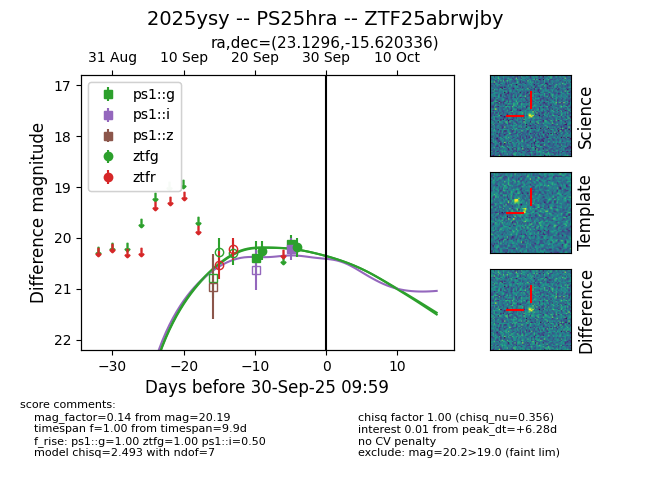 2025ysy -- PS25hra -- ZTF25abrwjby
ra,dec=(23.1296,-15.620336)
31 Aug 10 Sep 20 Sep 30 Sep 10 Oct
17
18
19
20
21
22
Difference magnitude
ps1::g
ps1::i
ps1::z
ztfg
ztfr
−30 −20 −10 0 10
Days before 30-Sep-25 09:59
Science
Template
Difference
score comments:
mag_factor=0.14 from mag=20.19
timespan f=1.00 from timespan=9.9d
f_rise: ps1::g=1.00 ztfg=1.00 ps1::i=0.50
model chisq=2.493 with ndof=7
chisq factor 1.00 (chisq_nu=0.356)
interest 0.01 from peak_dt=+6.28d
no CV penalty
exclude: mag=20.2>19.0 (faint lim)